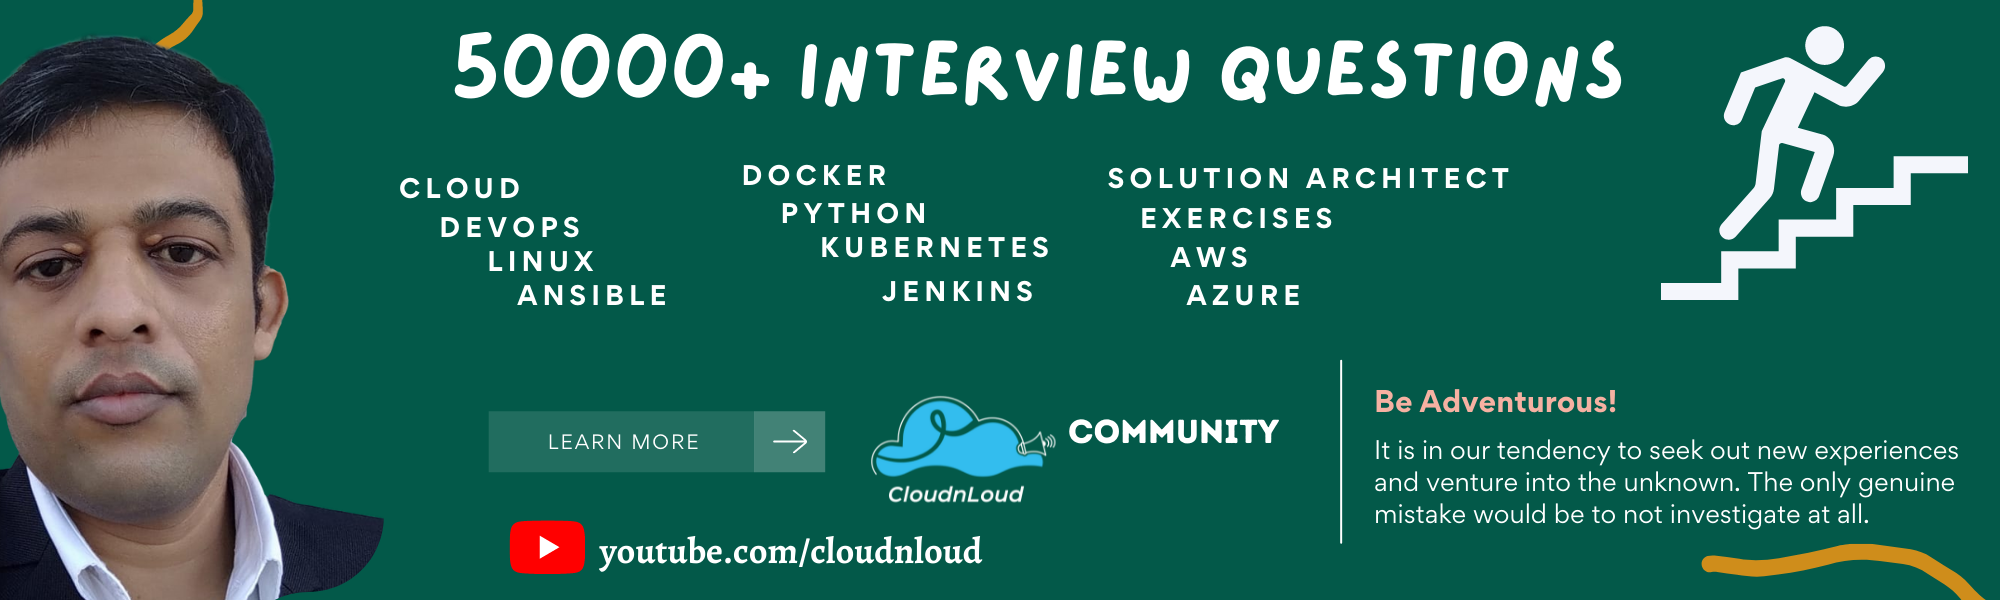 50000+ INTERVIEW QUESTIONS
CLOUD
DEVOPS
LINUX
ANSIBLE
DOCKER
PYTHON
KUBERNETES
JENKINS
SOLUTION ARCHITECT
EXERCISES
AWS
AZURE
LEARN MORE
CloudnLoud
COMMUNITY
youtube.com/cloudnloud
Be Adventurous!
It is in our tendency to seek out new experiences
and venture into the unknown. The only genuine
mistake would be to not investigate at all.